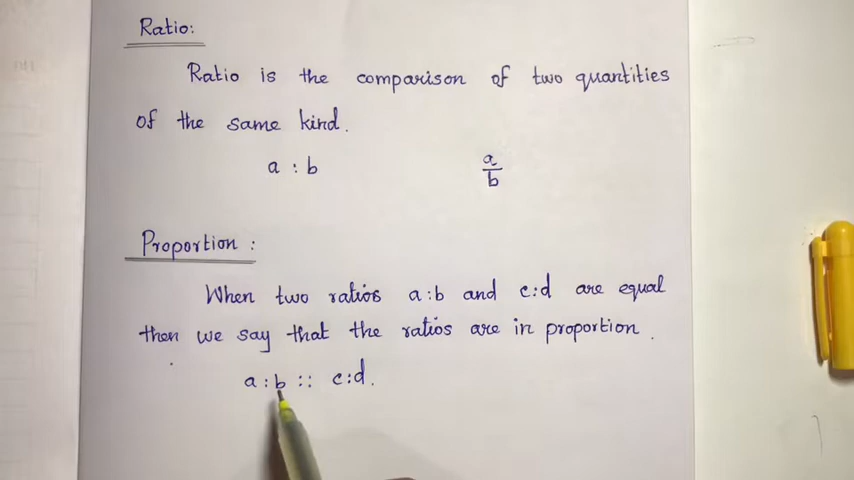 Ratio:
Ratio is the comparison of two quantities
of the same kind.
a : b a/b
Proportion :
When two ratios a:b and c:d are equal
then we say that the ratios are in proportion.
a:b :: c:d.